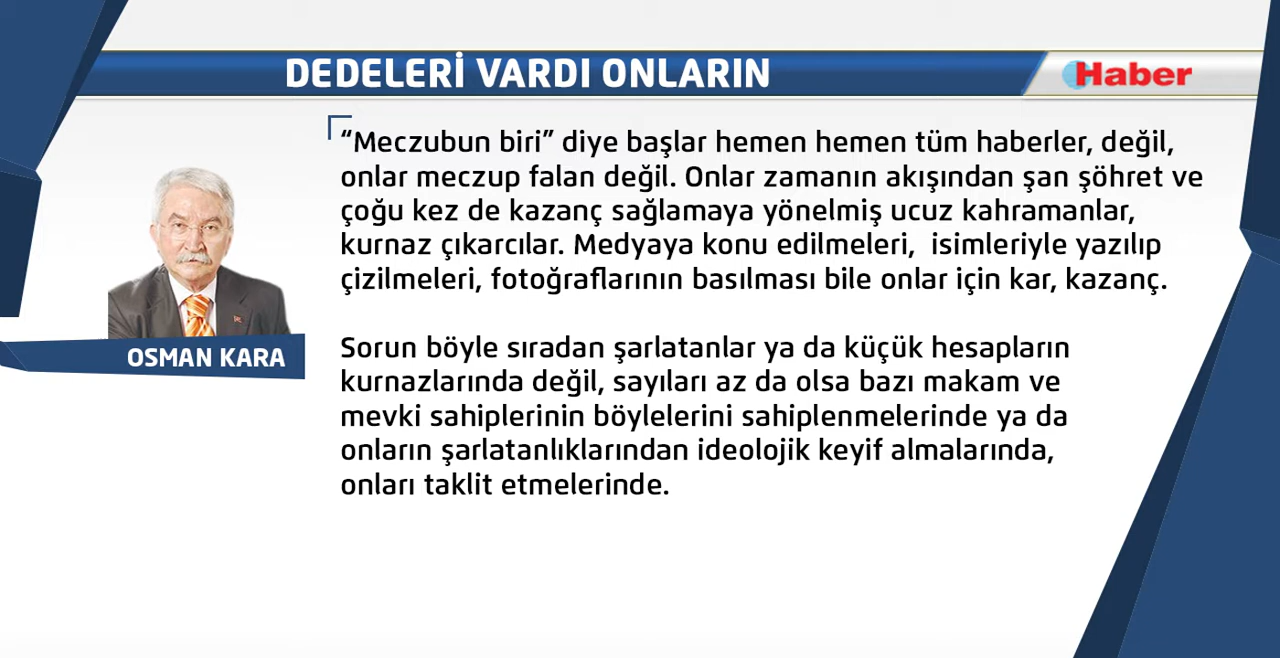 DEDELERİ VARDI ONLARIN
Haber
“Meczubun biri” diye başlar hemen hemen tüm haberler, değil,
onlar meczup falan değil. Onlar zamanın akışından şan şöhret ve
çoğu kez de kazanç sağlamaya yönelmiş ucuz kahramanlar,
kurnaz çıkarcılar. Medyaya konu edilmeleri,  isimleriyle yazılıp
çizilmeleri, fotoğraflarının basılması bile onlar için kar, kazanç.
Sorun böyle sıradan şarlatanlar ya da küçük hesapların
kurnazlarında değil, sayıları az da olsa bazı makam ve
mevki sahiplerinin böylelerini sahiplenmelerinde ya da
onların şarlatanlıklarından ideolojik keyif almalarında,
onları taklit etmelerinde.
OSMAN KARA